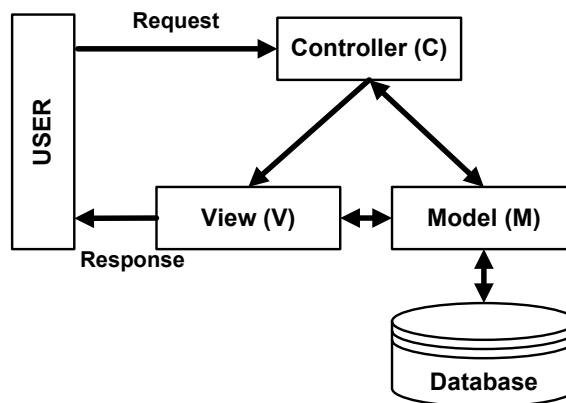 Request
Controller (C)
USER
View (V)
Model (M)
Response
Database